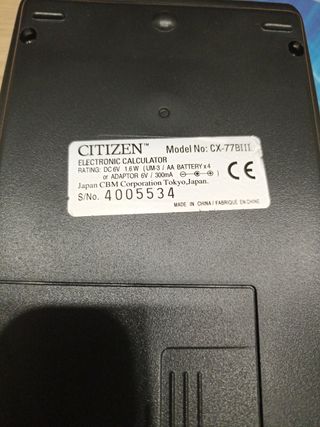 CITIZEN™ Model No: CX-77BIII
ELECTRONIC CALCULATOR
RATING: DC 6V 1.6W (UM-3 / AA BATTERY x 4
or ADAPTOR 6V / 300mA )
Japan CBM Corporation Tokyo,Japan.
S/No. 4005534
CE
MADE IN CHINA / FABRIQUÉ EN CHINE